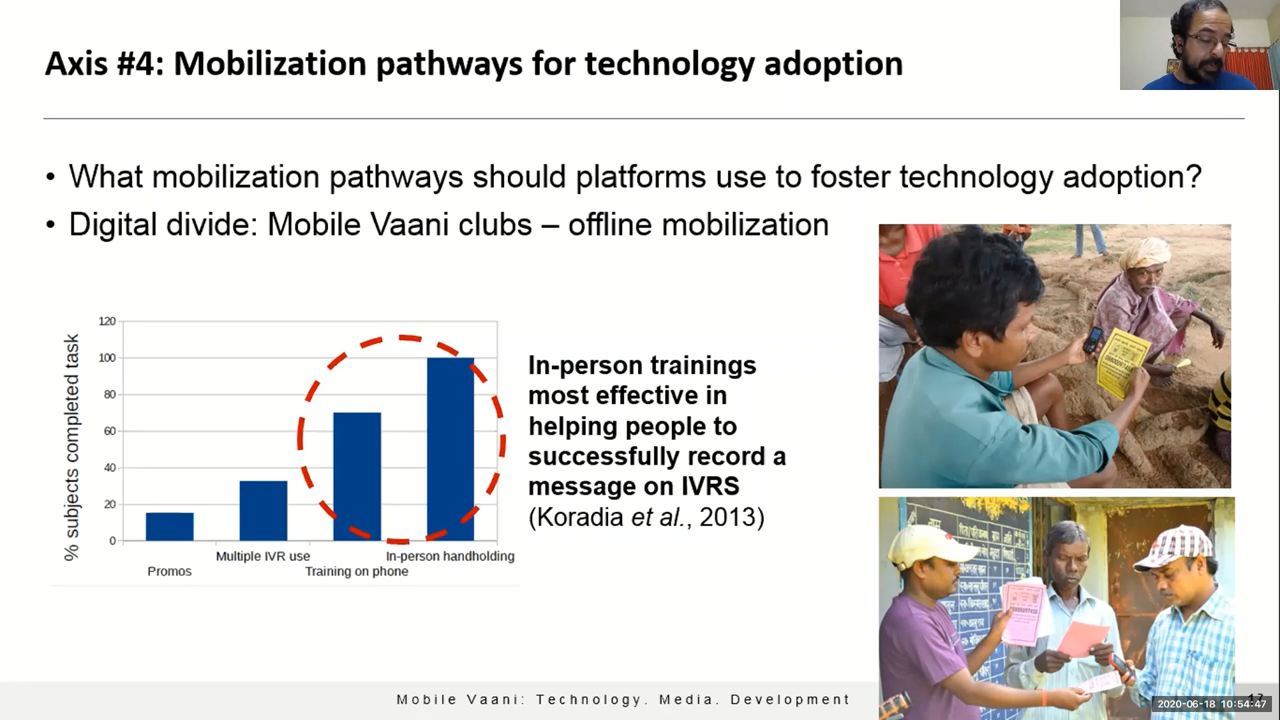 Axis #4: Mobilization pathways for technology adoption
• What mobilization pathways should platforms use to foster technology adoption?
• Digital divide: Mobile Vaani clubs – offline mobilization
% subjects completed task
120
100
80
60
40
20
0
Promos
Multiple IVR use
Training on phone
In-person handholding
In-person trainings
most effective in
helping people to
successfully record a
message on IVRS
(Koradia et al., 2013)
Mobile Vaani: Technology. Media. Development
2020-06-18 10:54:47